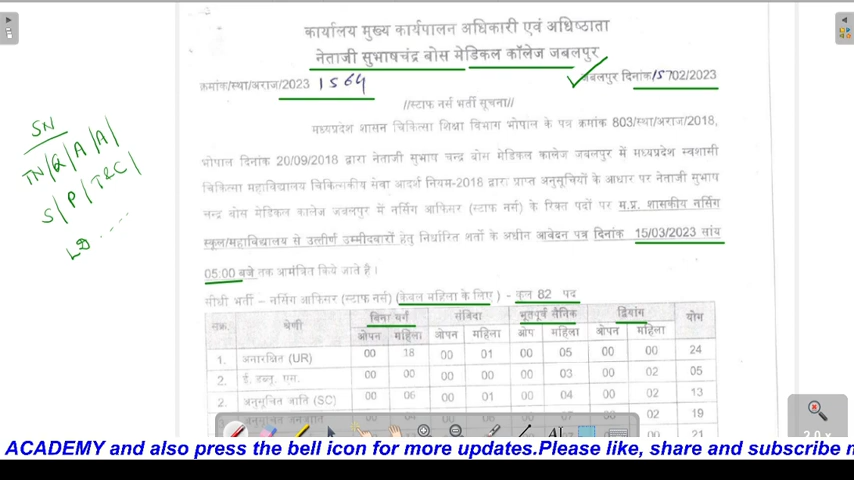 कार्यालय मुख्य कार्यपालन अधिकारी एवं अधिष्ठाता
नेताजी सुभाषचंद्र बोस मेडिकल कॉलेज जबलपुर
क्रमांक/स्था/अराज/2023 1564 जबलपुर दिनांक 15/02/2023
//स्टाफ नर्स भर्ती सूचना//
मध्यप्रदेश शासन चिकित्सा शिक्षा विभाग भोपाल के पत्र क्रमांक 803/स्था/अराज/2018,
भोपाल दिनांक 20/09/2018 द्वारा नेताजी सुभाष चन्द्र बोस मेडिकल कॉलेज जबलपुर में मध्यप्रदेश स्वशासी
चिकित्सा महाविद्यालय चिकित्सकीय सेवा आदर्श नियम-2018 द्वारा प्राप्त अनुसूचियों के आधार पर नेताजी सुभाष
चन्द्र बोस मेडिकल कॉलेज जबलपुर में नर्सिंग आफिसर (स्टाफ नर्स) के रिक्त पदों पर म.प्र. शासकीय नर्सिंग
स्कूल/महाविद्यालय से उत्तीर्ण उम्मीदवारों हेतु निर्धारित शर्तो के अधीन आवेदन पत्र दिनांक 15/03/2023 सांय
05:00 बजे तक आमंत्रित किये जाते है।
सीधी भर्ती – नर्सिंग आफिसर (स्टाफ नर्स) (केवल महिला के लिए) - कुल 82 पद
सक्र. श्रेणी बिना वर्ग संविदा भूतपूर्व सैनिक दिव्यांग योग
ओपन महिला ओपन महिला ओप महिला ओपन महिला
1. अनारक्षित (UR) 00 18 00 01 00 05 00 00 24
2. ई. डब्लू. एस. 00 00 00 00 00 03 00 02 05
2. अनुसूचित जाति (SC) 00 06 00 01 00 04 00 02 13
02 19
00 21
SN
TN/Q/A/A/
S/P/TRC/
ACADEMY and also press the bell icon for more updates.Please like, share and subscribe